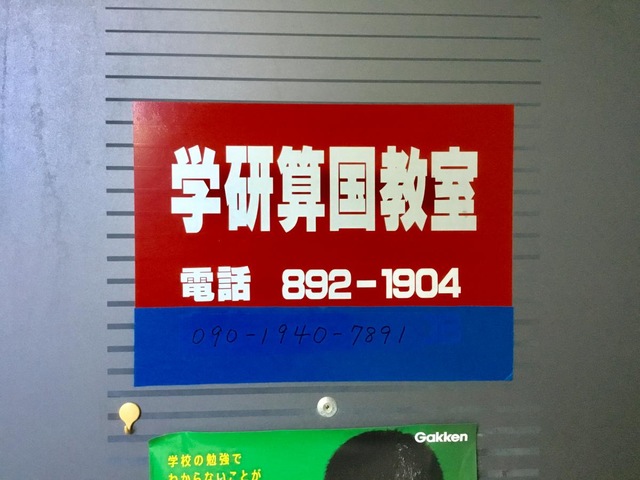 学研算国教室
電話 892-1904
090-1940-7891
Gakken
学校の勉強で
わからないことが